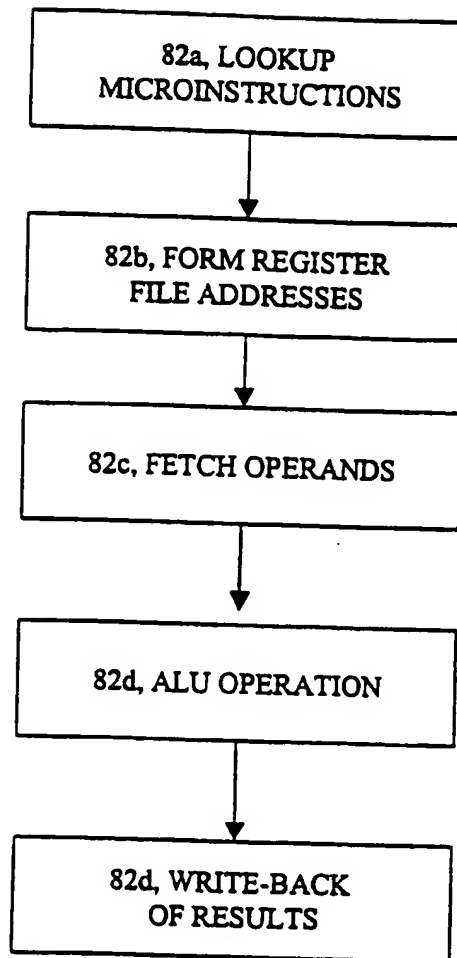 82a, LOOKUP
MICROINSTRUCTIONS
82b, FORM REGISTER
FILE ADDRESSES
82c, FETCH OPERANDS
82d, ALU OPERATION
82d, WRITE-BACK
OF RESULTS